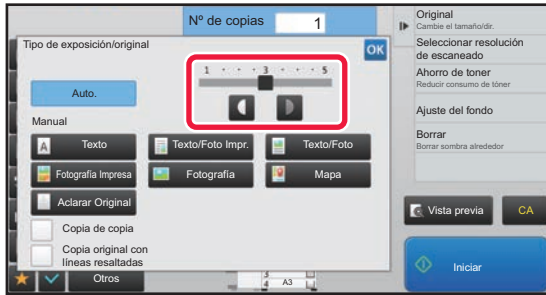 Nº de copias
1
Tipo de exposición/original
OK
1 3 5
Auto.
Manual
A Texto
Texto/Foto Impr.
Texto/Foto
Fotografía Impresa
Fotografía
Mapa
Aclarar Original
Copia de copia
Copia original con
líneas resaltadas
Otros
3
4 A3
Original
Cambie el tamaño/dir.
Seleccionar resolución
de escaneado
Ahorro de toner
Reducir consumo de tóner
Ajuste del fondo
Borrar
Borrar sombra alrededor
Vista previa
CA
Iniciar